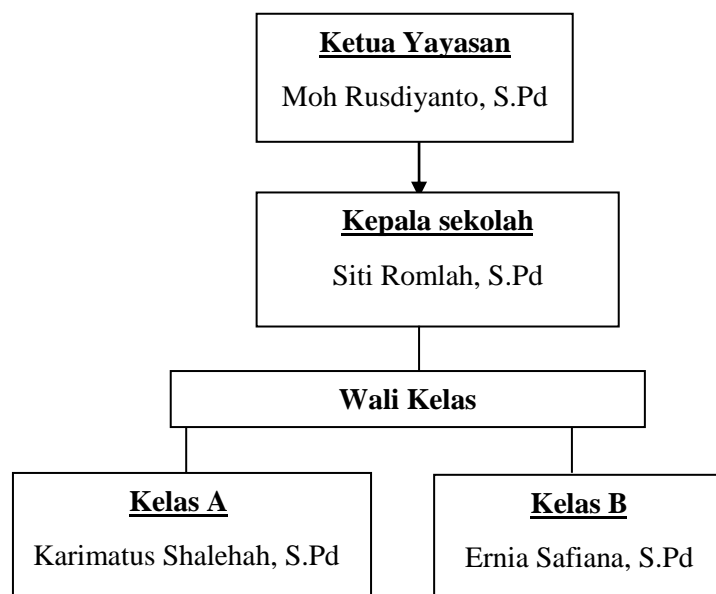 Ketua Yayasan
Moh Rusdiyanto, S.Pd
Kepala sekolah
Siti Romlah, S.Pd
Wali Kelas
Kelas A
Karimatus Shalehah, S.Pd
Kelas B
Ernia Safiana, S.Pd